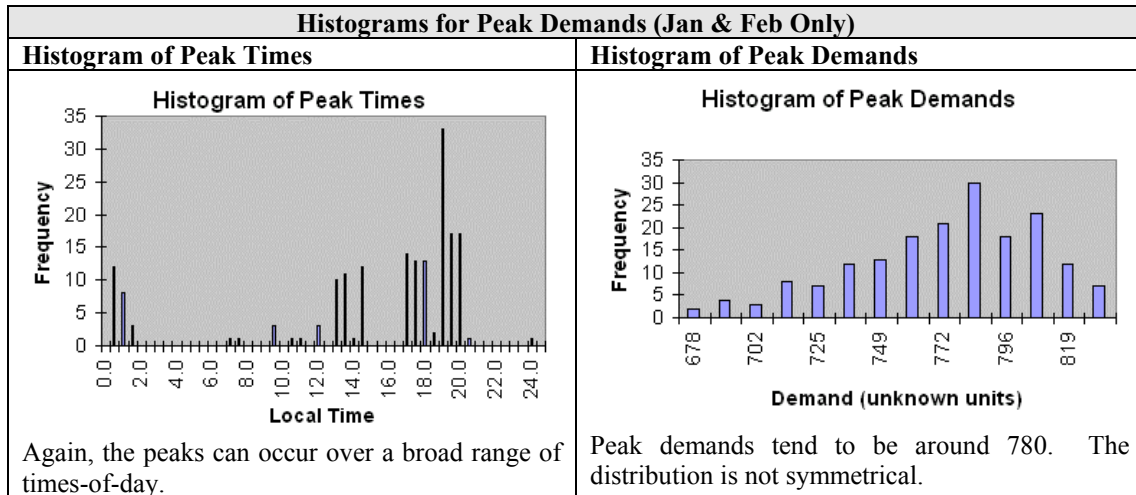 Histograms for Peak Demands (Jan & Feb Only)
Histogram of Peak Times
Histogram of Peak Times
35
30
25
20
15
10
5
0
Frequency
0.0
2.0
4.0
6.0
8.0
10.0
12.0
14.0
16.0
18.0
20.0
22.0
24.0
Local Time
Again, the peaks can occur over a broad range of
times-of-day.
Histogram of Peak Demands
Histogram of Peak Demands
35
30
25
20
15
10
5
0
Frequency
678
702
725
749
772
796
819
Demand (unknown units)
Peak demands tend to be around 780. The
distribution is not symmetrical.